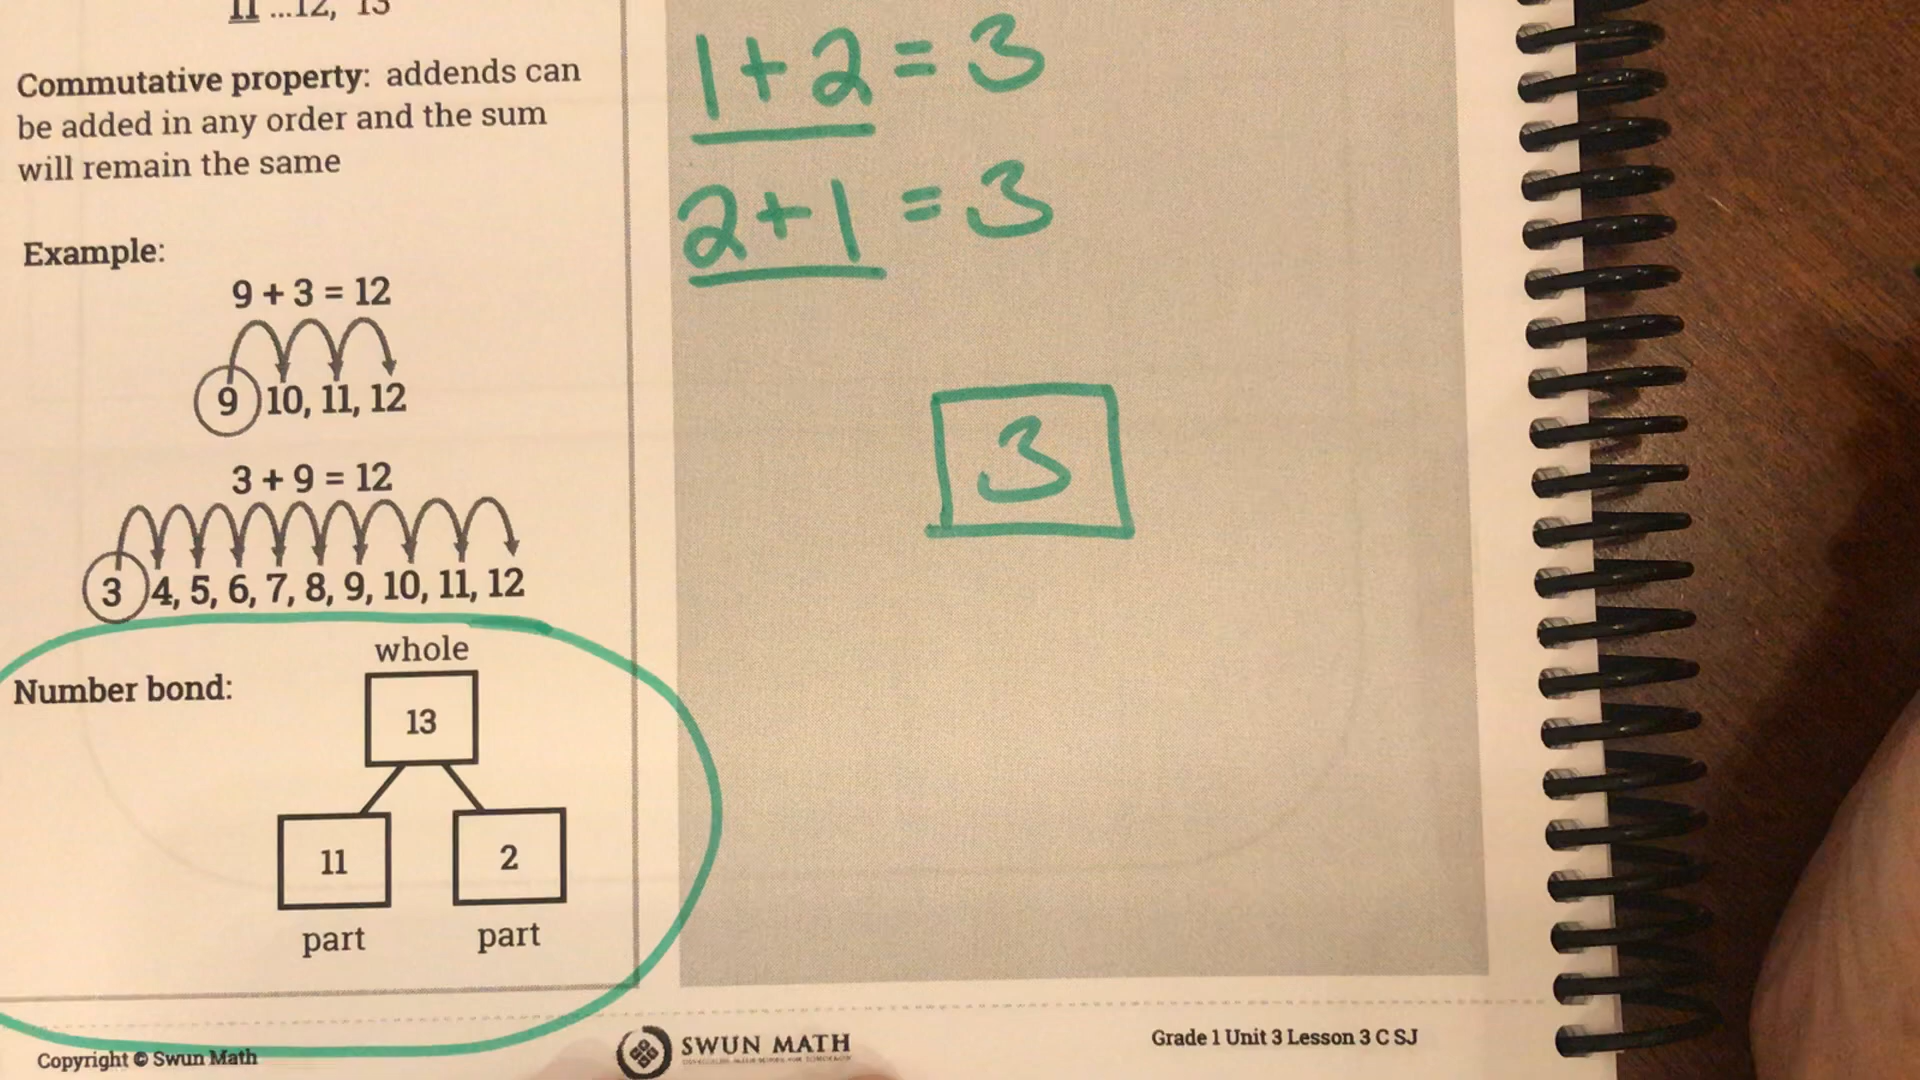 11 ...12, 13
Commutative property: addends can
be added in any order and the sum
will remain the same
Example:
9 + 3 = 12
9 10, 11, 12
3 + 9 = 12
3 4, 5, 6, 7, 8, 9, 10, 11, 12
whole
Number bond:
13
11 2
part part
Copyright © Swun Math
1+2=3
2+1=3
3
SWUN MATH
Grade 1 Unit 3 Lesson 3 C SJ